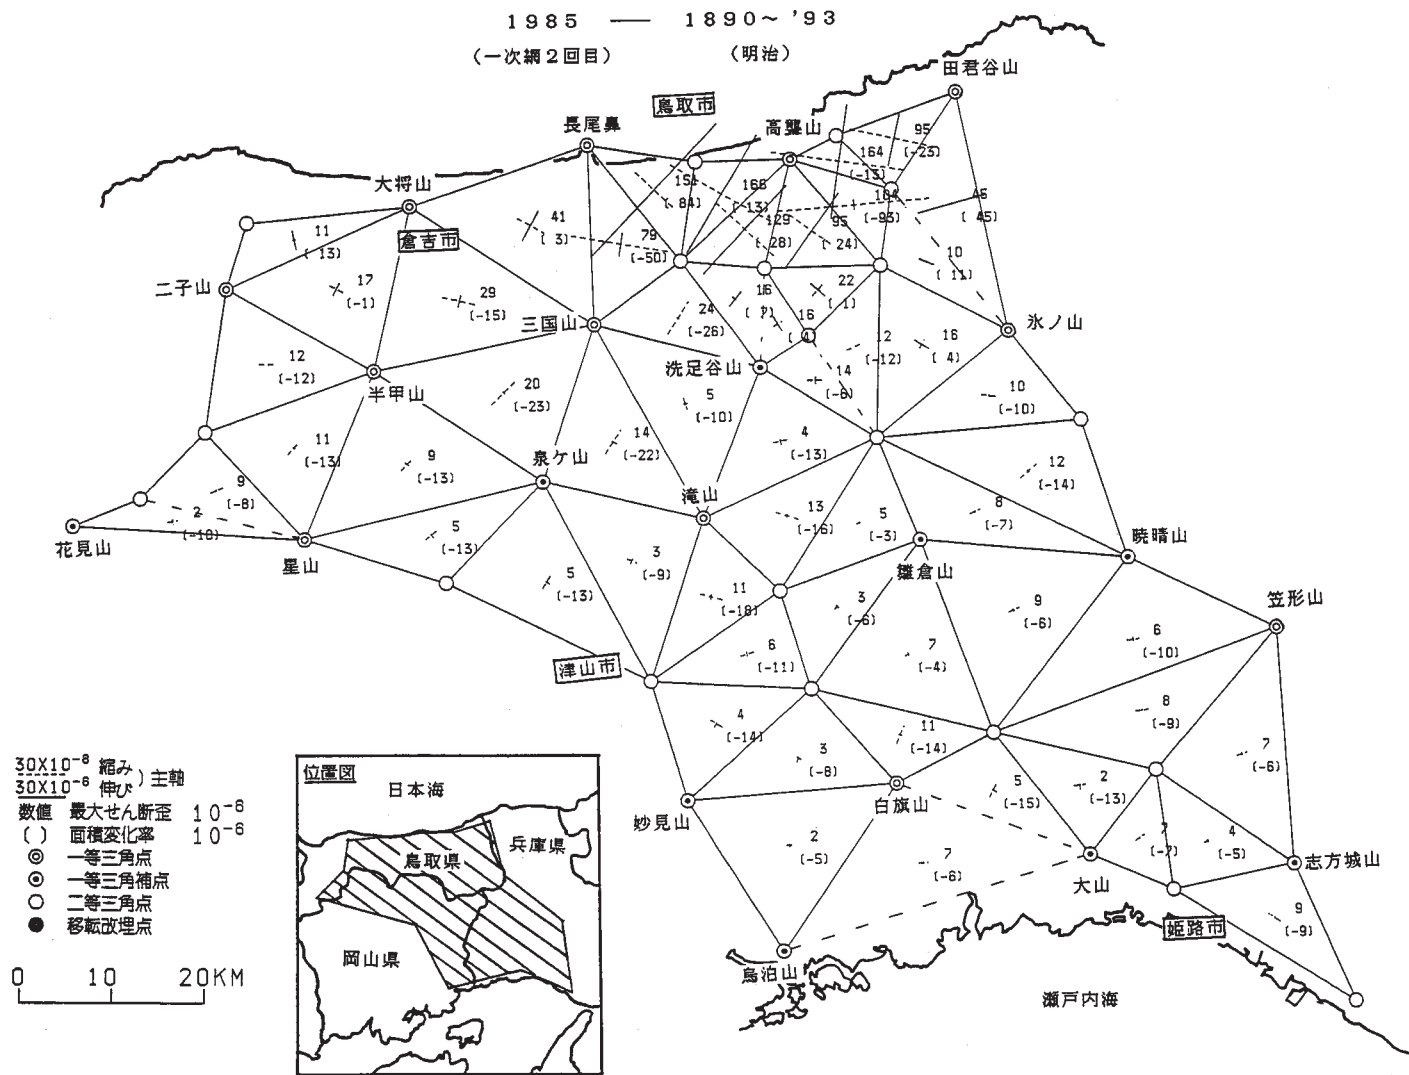 1985 ── 1890～'93
(一次網2回目)
(明治)
田君谷山
鳥取市
高鷲山
長尾鼻
95
(-23)
164
(-13)
大将山
151
(-84)
166
(-13)
104
(-93)
45
(-45)
41
( 3)
129
(-28)
95
(-24)
11
(-13)
倉吉市
79
(-50)
10
(-11)
二子山
17
(-1)
29
(-15)
22
(-1)
16
16
24
(-26)
三国山
氷ノ山
12
(-12)
16
( 4)
12
(-12)
洗足谷山
14
半甲山
20
(-23)
5
(-10)
10
(-10)
11
(-13)
9
(-13)
14
(-22)
4
(-13)
泉ケ山
12
(-14)
9
(-8)
2
(-10)
滝山
13
(-16)
5
(-3)
8
(-7)
花見山
星山
5
(-13)
暁晴山
雛倉山
3
(-9)
5
(-13)
11
(-18)
3
(-6)
9
(-6)
笠形山
6
(-11)
7
(-4)
6
(-10)
津山市
8
(-9)
4
(-14)
11
(-14)
3
(-8)
7
(-6)
5
(-15)
2
(-13)
妙見山
白旗山
2
(-5)
7
(-6)
7
(-7)
4
(-5)
志方城山
大山
9
(-9)
姫路市
烏泊山
瀬戸内海
30X10⁻⁶ 縮み
30X10⁻⁶ 伸び ) 主軸
数値 最大せん断歪 10⁻⁶
( ) 面積変化率 10⁻⁶
◎ 一等三角点
一等三角補点
○ 二等三角点
● 移転改埋点
0 10 20KM
位置図
日本海
兵庫県
鳥取県
岡山県